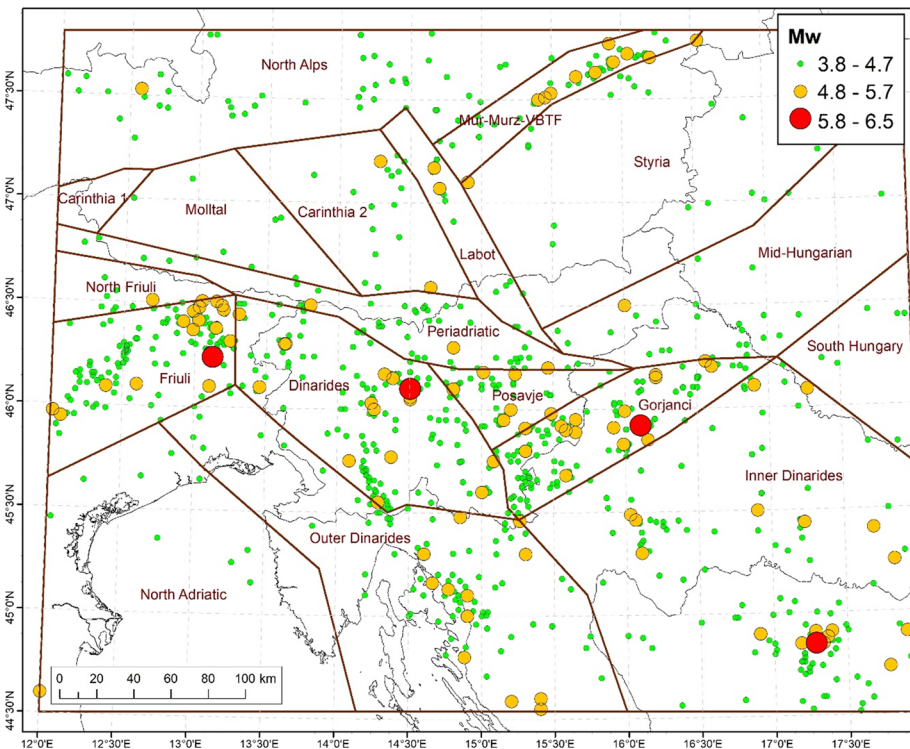 Mw
3.8 - 4.7
4.8 - 5.7
5.8 - 6.5
North Alps
Mur-Murz-VBTF
Styria
Carinthia 1
Molltal
Carinthia 2
Labot
Mid-Hungarian
North Friuli
Periadratic
South Hungary
Friuli
Dinarides
Posavje
Gorjanci
Inner Dinarides
Outer Dinarides
North Adriatic
0 20 40 60 80 100 km
47°30'N
47°0'N
46°30'N
46°0'N
45°30'N
45°0'N
44°30'N
12°0'E 12°30'E 13°0'E 13°30'E 14°0'E 14°30'E 15°0'E 15°30'E 16°0'E 16°30'E 17°0'E 17°30'E